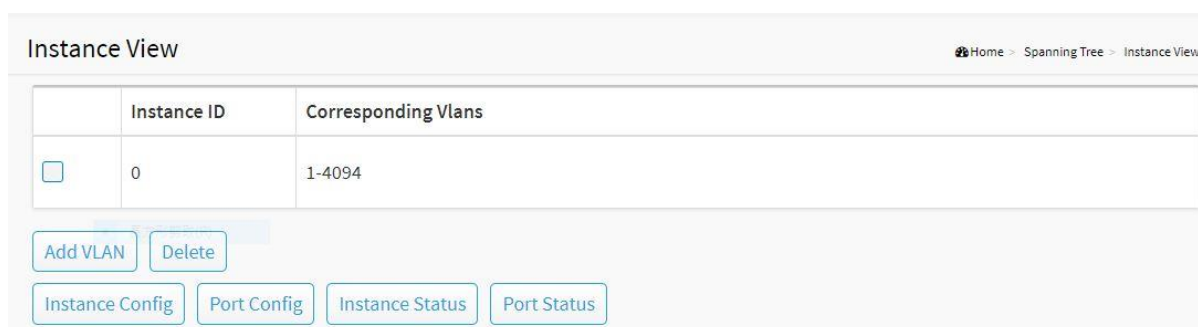 Instance View
Home > Spanning Tree > Instance View
Instance ID Corresponding Vlans
0 1-4094
Add VLAN Delete
Instance Config Port Config Instance Status Port Status